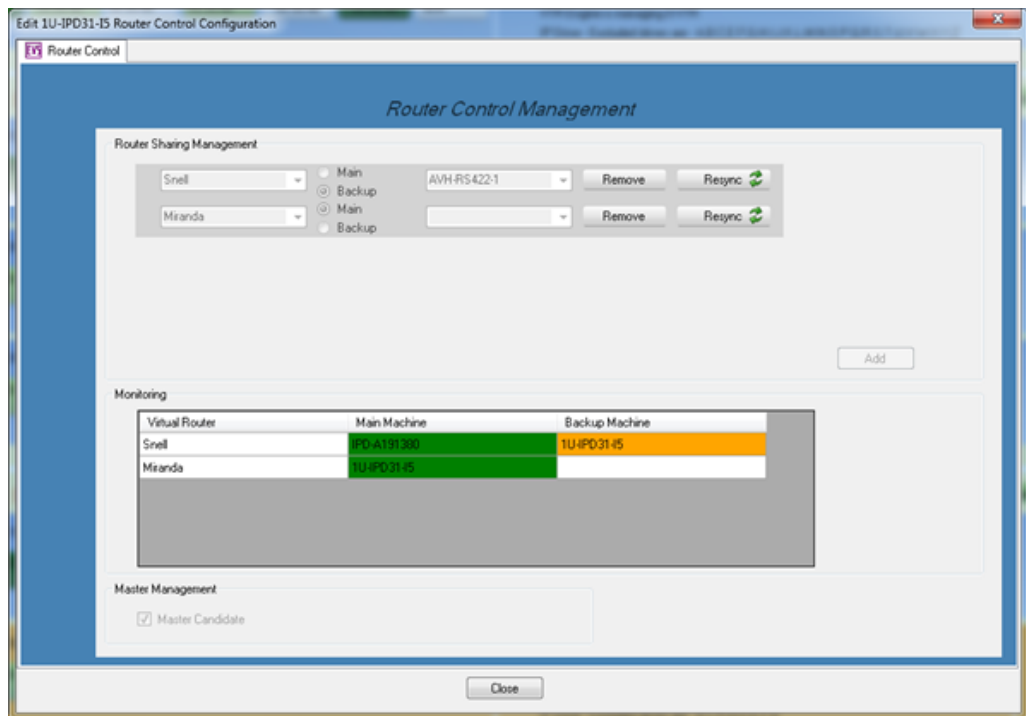 Edit 1U-IPD31-I5 Router Control Configuration
EVS Router Control
Router Control Management
Router Sharing Management
Snell Main Backup AVH-RS422-1 Remove Resync
Miranda Main Backup Remove Resync
Add
Monitoring
Virtual Router Main Machine Backup Machine
Snell IPD-A191380 1U-IPD31-I5
Miranda 1U-IPD31-I5
Master Management
Master Candidate
Close